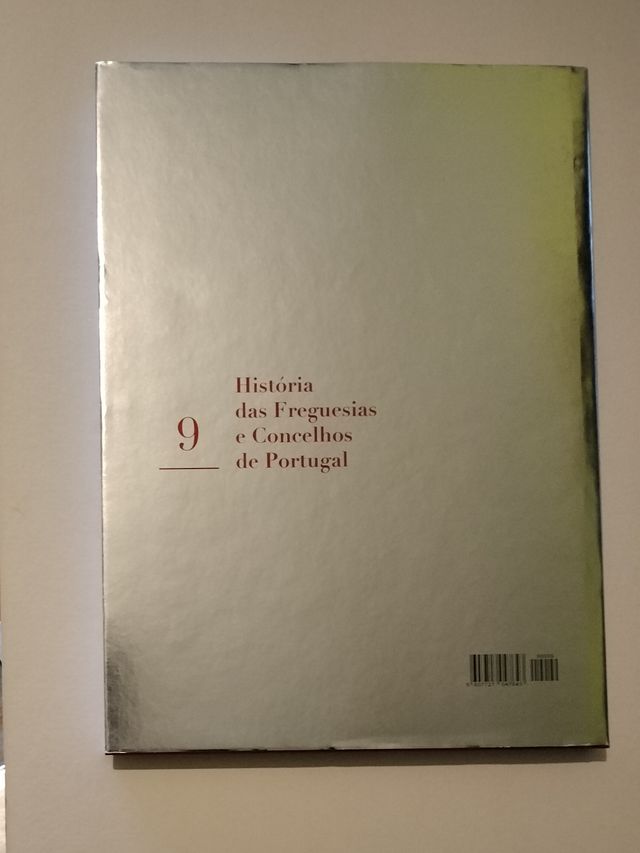 9
História
das Freguesias
e Concelhos
de Portugal